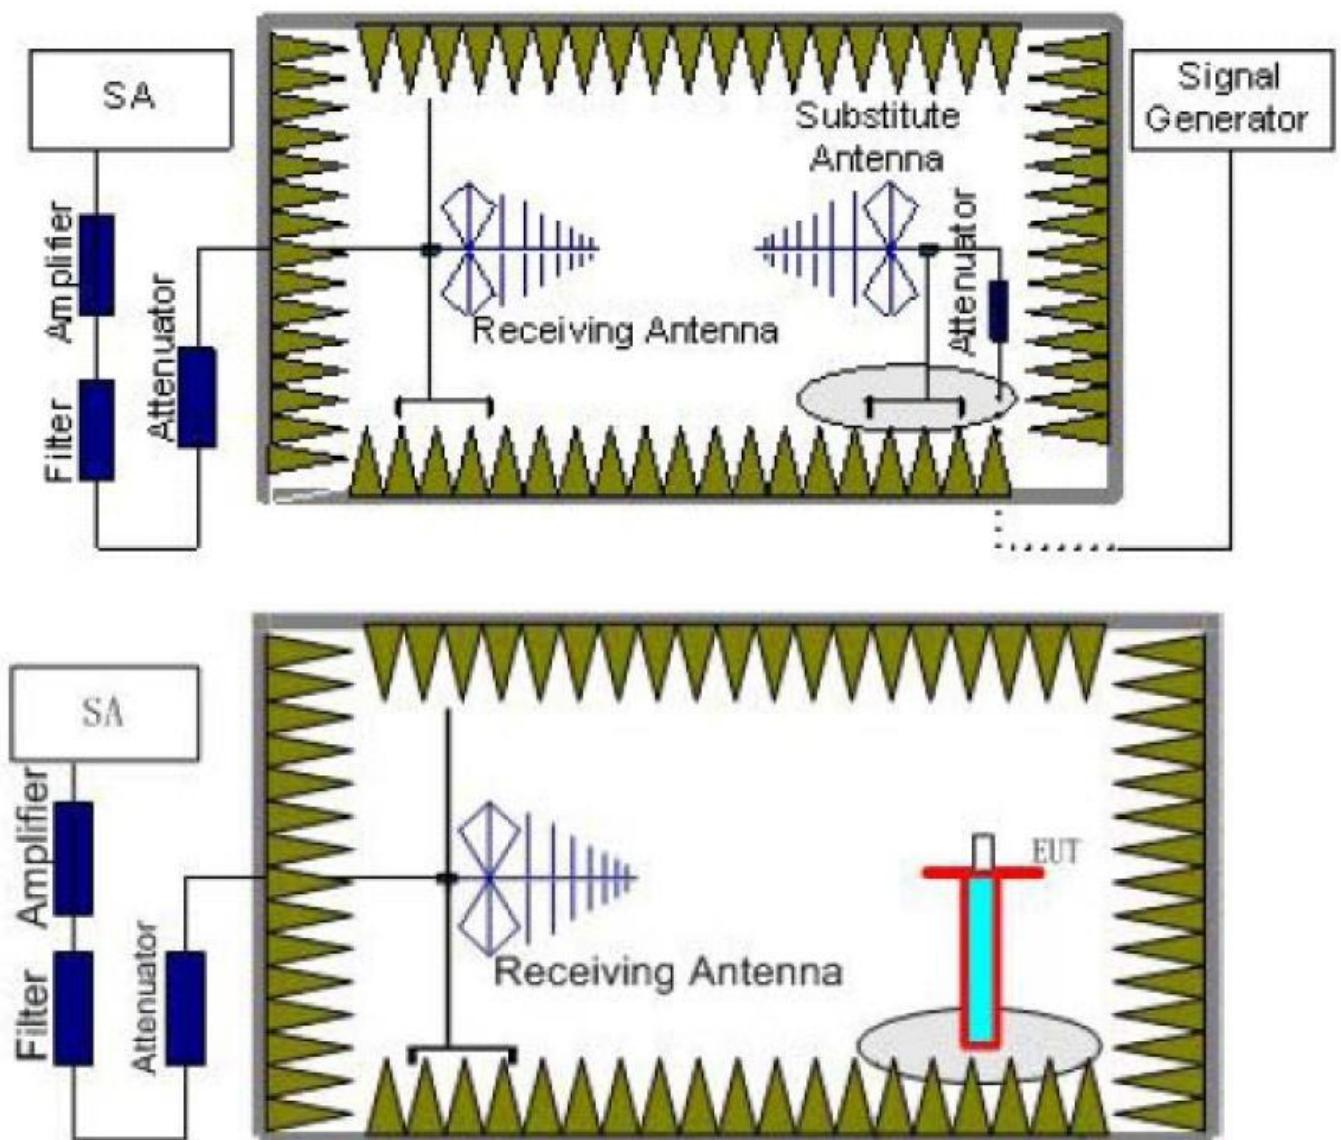 SA
Signal
Generator
Substitute
Antenna
Amplifier
Attenuator
Filter
Receiving Antenna
Attenuator
SA
Amplifier
Filter
Attenuator
Receiving Antenna
EUT